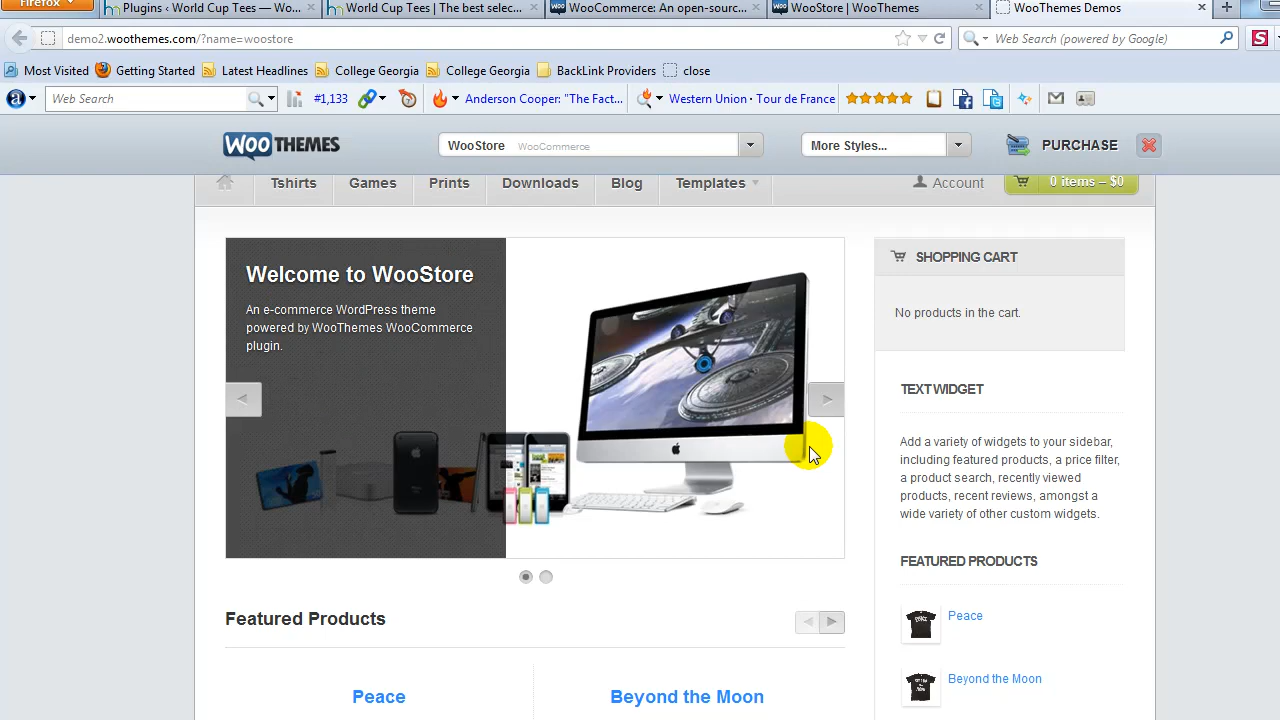 Firefox
Plugins ‹ World Cup Tees — Wo...
World Cup Tees | The best selec...
WooCommerce: An open-sourc...
WooStore | WooThemes
WooThemes Demos
demo2.woothemes.com/?name=woostore
Web Search (powered by Google)
Most Visited
Getting Started
Latest Headlines
College Georgia
College Georgia
BackLink Providers
close
Web Search
#1,133
Anderson Cooper: "The Fact...
Western Union · Tour de France
WOOTHEMES
WooStore WooCommerce
More Styles...
PURCHASE
Tshirts
Games
Prints
Downloads
Blog
Templates
Account
0 items – $0
Welcome to WooStore
An e-commerce WordPress theme
powered by WooThemes WooCommerce
plugin.
SHOPPING CART
No products in the cart.
TEXT WIDGET
Add a variety of widgets to your sidebar,
including featured products, a price filter,
a product search, recently viewed
products, recent reviews, amongst a
wide variety of other custom widgets.
FEATURED PRODUCTS
Peace
Beyond the Moon
Featured Products
Peace
Beyond the Moon